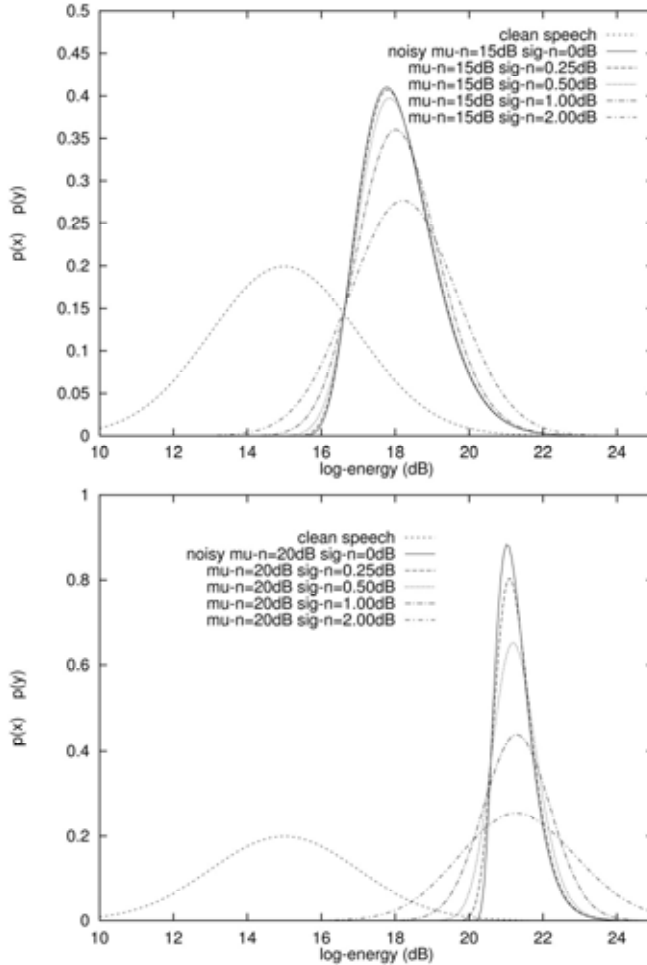 0.5
0.45
0.4
0.35
0.3
0.25
0.2
0.15
0.1
0.05
0
p(x) p(y)
clean speech
noisy mu-n=15dB sig-n=0dB
mu-n=15dB sig-n=0.25dB
mu-n=15dB sig-n=0.50dB
mu-n=15dB sig-n=1.00dB
mu-n=15dB sig-n=2.00dB
10 12 14 16 18 20 22 24
log-energy (dB)
1
0.8
0.6
0.4
0.2
0
p(x) p(y)
clean speech
noisy mu-n=20dB sig-n=0dB
mu-n=20dB sig-n=0.25dB
mu-n=20dB sig-n=0.50dB
mu-n=20dB sig-n=1.00dB
mu-n=20dB sig-n=2.00dB
10 12 14 16 18 20 22 24
log-energy (dB)